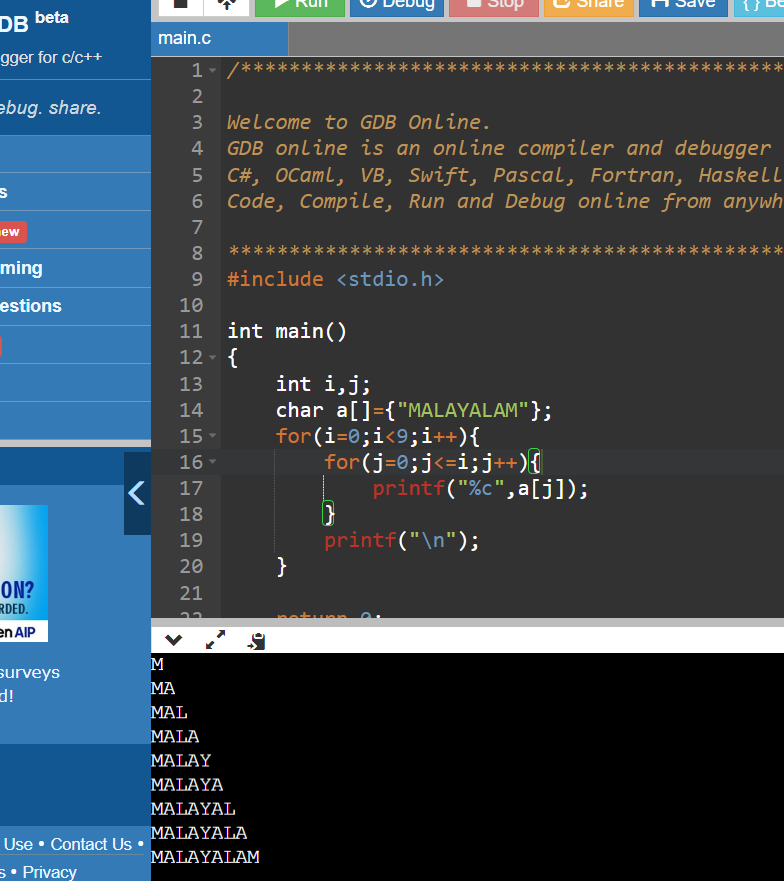 DB beta
gger for c/c++
ebug. share.
s
ew
ming
estions
ON?
RDED.
en AIP
surveys
d!
Use • Contact Us •
s • Privacy
Run Debug Stop Share Save { } Be
main.c
1 /**********************************************
2
3 Welcome to GDB Online.
4 GDB online is an online compiler and debugger
5 C#, OCaml, VB, Swift, Pascal, Fortran, Haskell
6 Code, Compile, Run and Debug online from anywh
7
8 **********************************************
9 #include <stdio.h>
10
11 int main()
12 {
13 int i,j;
14 char a[]={"MALAYALAM"};
15 for(i=0;i<9;i++){
16 for(j=0;j<=i;j++){
17 printf("%c",a[j]);
18 }
19 printf("\n");
20 }
21
22 return 0;
M
MA
MAL
MALA
MALAY
MALAYA
MALAYAL
MALAYALA
MALAYALAM